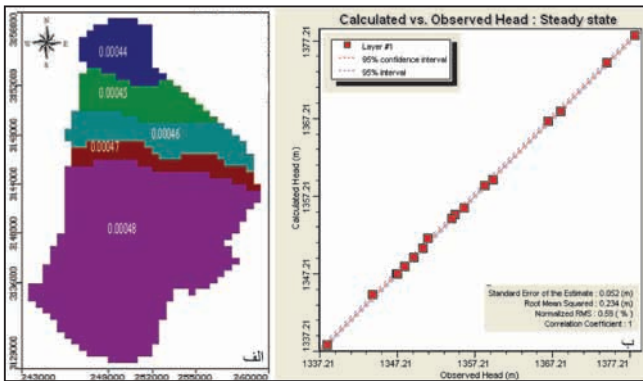 0.00044
0.00045
0.00046
0.00047
0.00048
3152000
3148000
3144000
3140000
3136000
243000
252000
255000
260000
الف
Calculated vs. Observed Head : Steady state
Layer #1
95% confidence interval
95% interval
Calculated Head (m)
1377.21
1367.21
1357.21
1347.21
1337.21
Standard Error of the Estimate : 0.052 (m)
Root Mean Squared : 0.234 (m)
Normalized RMS : 0.59 ( % )
Correlation Coefficient : 1
ب
1337.21
1347.21
1357.21
1367.21
1377.21
Observed Head (m)